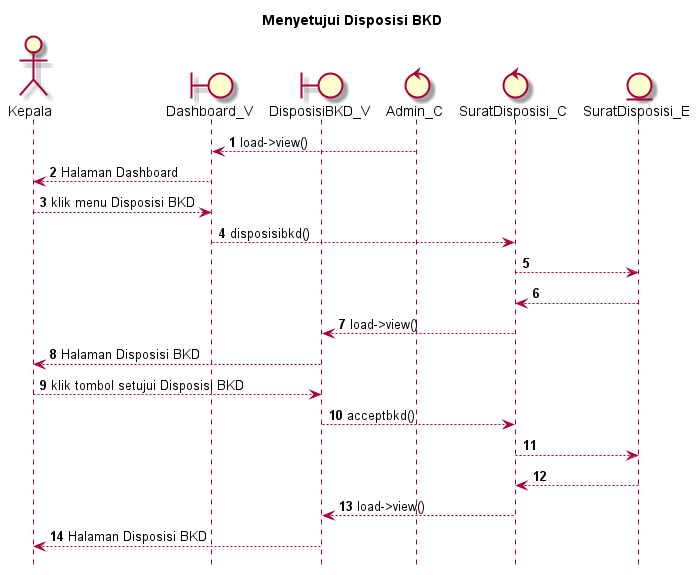 Menyetujui Disposisi BKD
Kepala
Dashboard_V
DisposisiBKD_V
Admin_C
SuratDisposisi_C
SuratDisposisi_E
1 load->view()
2 Halaman Dashboard
3 klik menu Disposisi BKD
4 disposisibkd()
5
6
7 load->view()
8 Halaman Disposisi BKD
9 klik tombol setujui Disposisi BKD
10 acceptbkd()
11
12
13 load->view()
14 Halaman Disposisi BKD